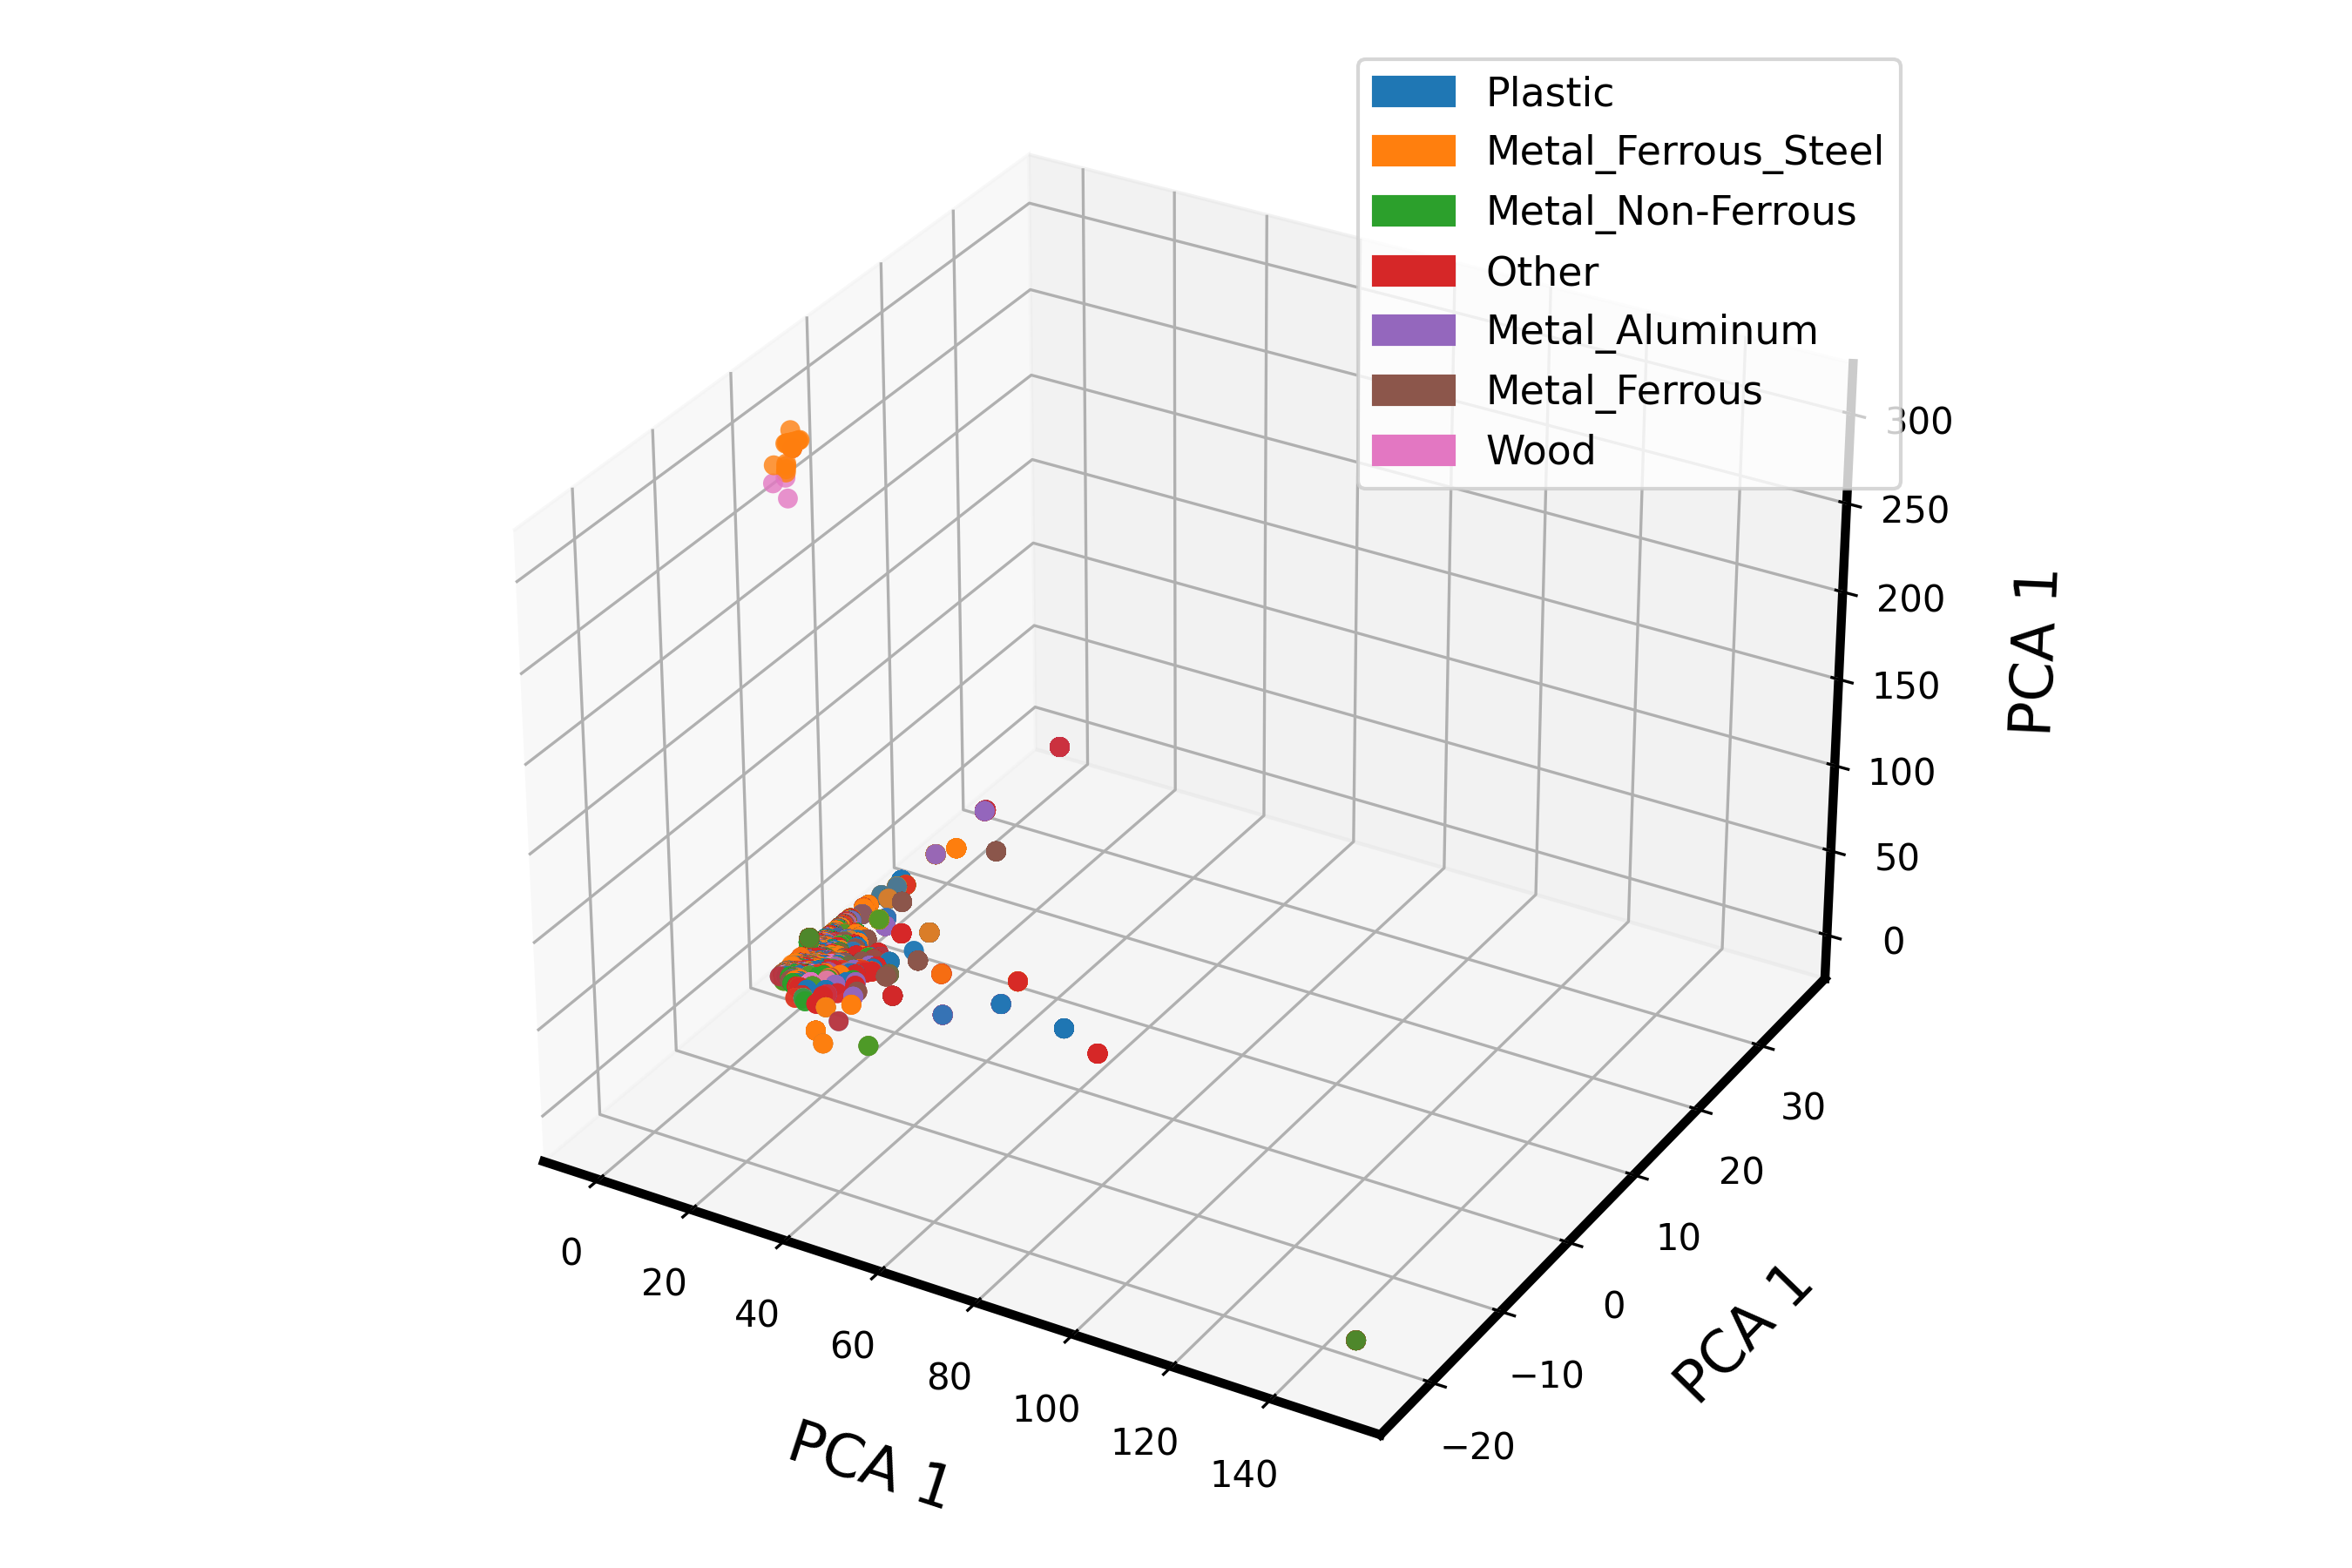 Plastic
Metal_Ferrous_Steel
Metal_Non-Ferrous
Other
Metal_Aluminum
Metal_Ferrous
Wood
300
250
200
150
100
50
0
PCA 1
30
20
10
0
−10
−20
PCA 1
0
20
40
60
80
100
120
140
PCA 1